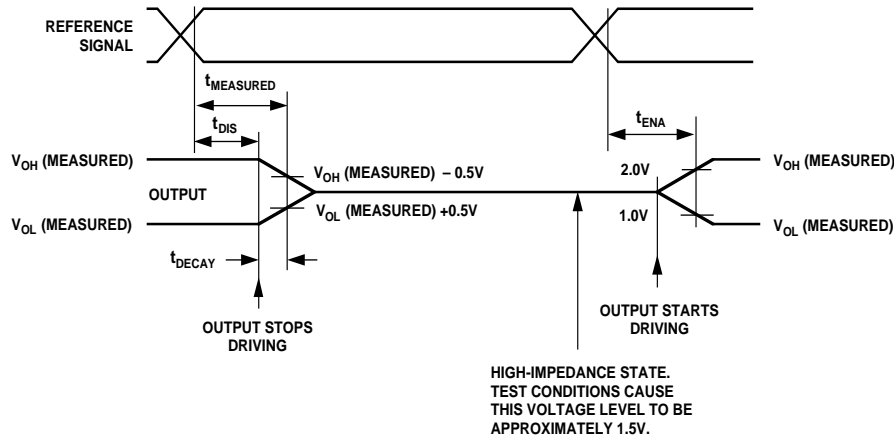 REFERENCE
SIGNAL
tMEASURED
tDIS
tENA
VOH (MEASURED)
VOH (MEASURED) – 0.5V
2.0V
VOH (MEASURED)
OUTPUT
VOL (MEASURED)
VOL (MEASURED) +0.5V
1.0V
VOL (MEASURED)
tDECAY
OUTPUT STOPS
DRIVING
OUTPUT STARTS
DRIVING
HIGH-IMPEDANCE STATE.
TEST CONDITIONS CAUSE
THIS VOLTAGE LEVEL TO BE
APPROXIMATELY 1.5V.